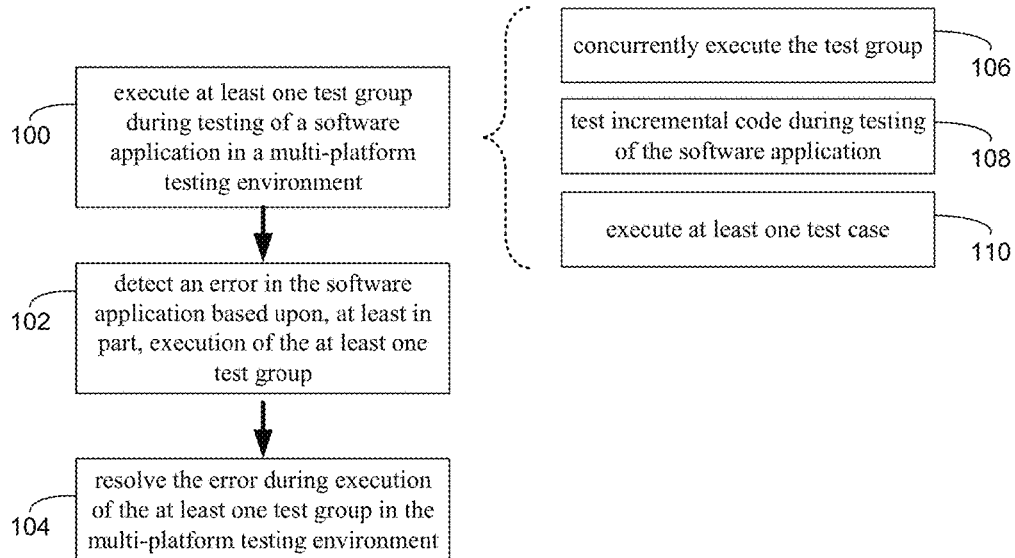 100
execute at least one test group
during testing of a software
application in a multi-platform
testing environment
102
detect an error in the software
application based upon, at least in
part, execution of the at least one
test group
104
resolve the error during execution
of the at least one test group in the
multi-platform testing environment
concurrently execute the test group
106
test incremental code during testing
of the software application
108
execute at least one test case
110